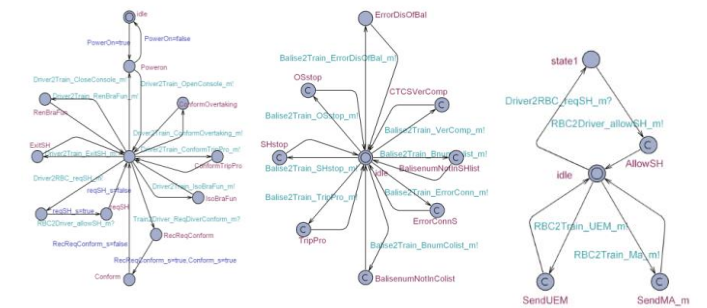 idle
PowerOn=true
PowerOn=false
Poweron
Driver2Train_CloseConsole_m!
Driver2Train_OpenConsole_m!
Driver2Train_RenBraFun_m!
RenBraFun
ConformOvertaking
Driver2Train_ConformOvertaking_m!
ExitSH
Driver2Train_ExitSH_m!
Driver2Train_ConformTripPro_m!
ConformTripPro
Driver2RBC_reqSH_m!
reqSH_s=false
Driver2Train_IsoBraFun_m!
IsoBraFun
reqSH_s=true
reqSH
RBC2Driver_allowSH_m?
Train2Driver_ReqDiverConform_m?
RecReqConform
RecReqConform_s=false
RecReqConform_s=true,Conform_s=true
Conform
ErrorDisOfBal
Balise2Train_ErrorDisOfBal_m!
OSstop
CTCSVerComp
Balise2Train_OSstop_m!
Balise2Train_VerComp_m!
SHstop
Balise2Train_BnumSHlist_m!
BalisenumNotInSHlist
Balise2Train_SHstop_m!
idle
Balise2Train_TripPro_m!
Balise2Train_ErrorConn_m!
TripPro
ErrorConnS
Balise2Train_BnumColist_m!
BalisenumNotInColist
state1
Driver2RBC_reqSH_m?
RBC2Driver_allowSH_m!
AllowSH
idle
RBC2Train_UEM_m!
RBC2Train_Ma_m!
SendUEM
SendMA_m